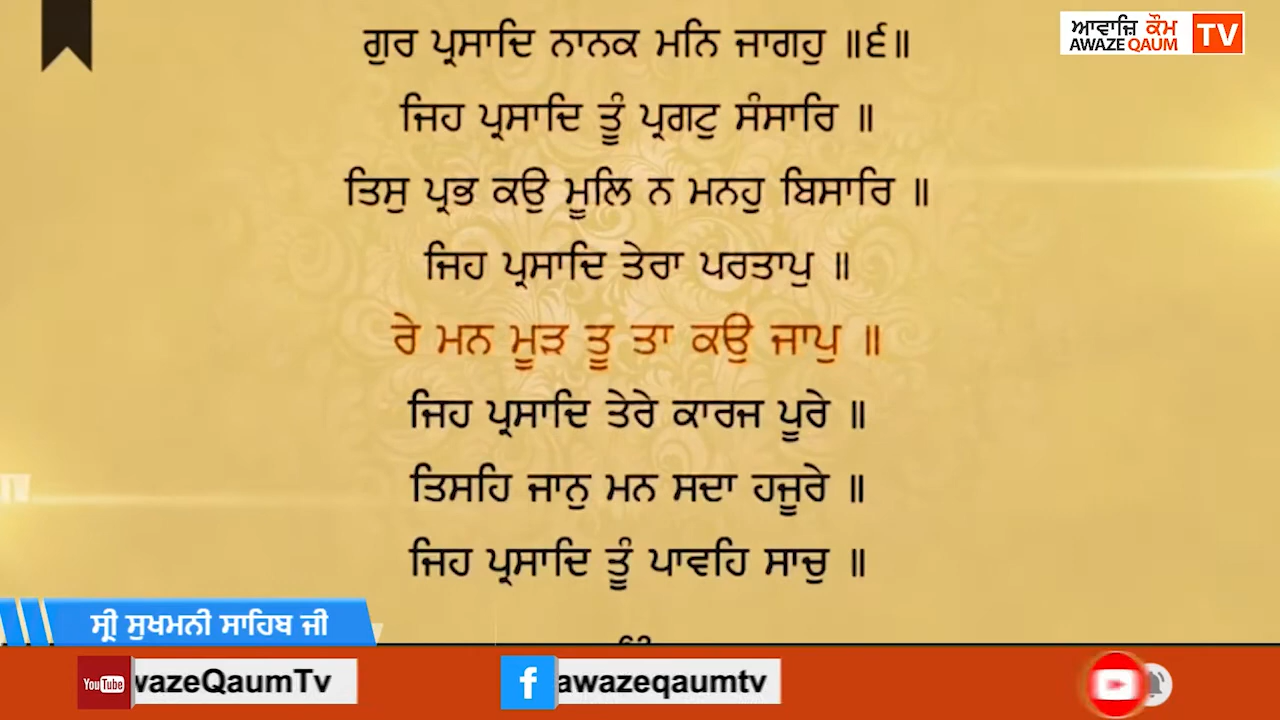 ਆਵਾਜ਼ਿ ਕੌਮ
AWAZE QAUM TV
ਗੁਰ ਪ੍ਰਸਾਦਿ ਨਾਨਕ ਮਨਿ ਜਾਗਹੁ ॥੬॥
ਜਿਹ ਪ੍ਰਸਾਦਿ ਤੂੰ ਪ੍ਰਗਟੁ ਸੰਸਾਰਿ ॥
ਤਿਸੁ ਪ੍ਰਭ ਕਉ ਮੂਲਿ ਨ ਮਨਹੁ ਬਿਸਾਰਿ ॥
ਜਿਹ ਪ੍ਰਸਾਦਿ ਤੇਰਾ ਪਰਤਾਪੁ ॥
ਰੇ ਮਨ ਮੂੜ ਤੂ ਤਾ ਕਉ ਜਾਪੁ ॥
ਜਿਹ ਪ੍ਰਸਾਦਿ ਤੇਰੇ ਕਾਰਜ ਪੂਰੇ ॥
ਤਿਸਹਿ ਜਾਨੁ ਮਨ ਸਦਾ ਹਜੂਰੇ ॥
ਜਿਹ ਪ੍ਰਸਾਦਿ ਤੂੰ ਪਾਵਹਿ ਸਾਚੁ ॥
ਸ੍ਰੀ ਸੁਖਮਨੀ ਸਾਹਿਬ ਜੀ
YouTube wazeQaumTv
f awazeqaumtv